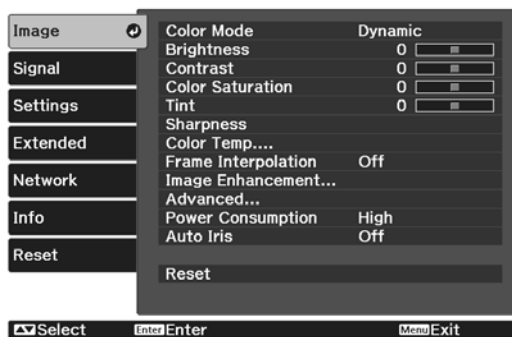 Image
Signal
Settings
Extended
Network
Info
Reset
Color Mode Dynamic
Brightness 0
Contrast 0
Color Saturation 0
Tint 0
Sharpness
Color Temp....
Frame Interpolation Off
Image Enhancement...
Advanced...
Power Consumption High
Auto Iris Off
Reset
Select Enter Enter Menu Exit